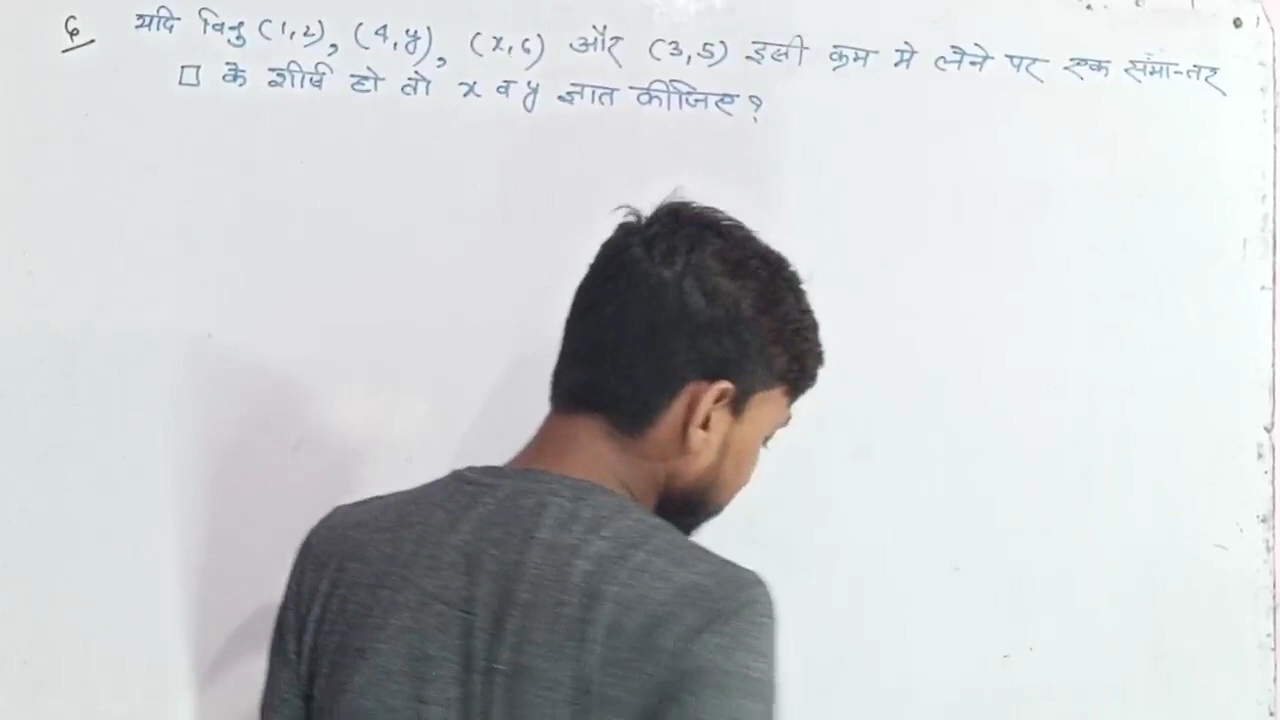 6 यदि विन्दु (1,2), (4,y), (x,6) और (3,5) इसी क्रम मे लेने पर एक समान्तर
□ के शीर्ष हो तो x व y ज्ञात कीजिए?